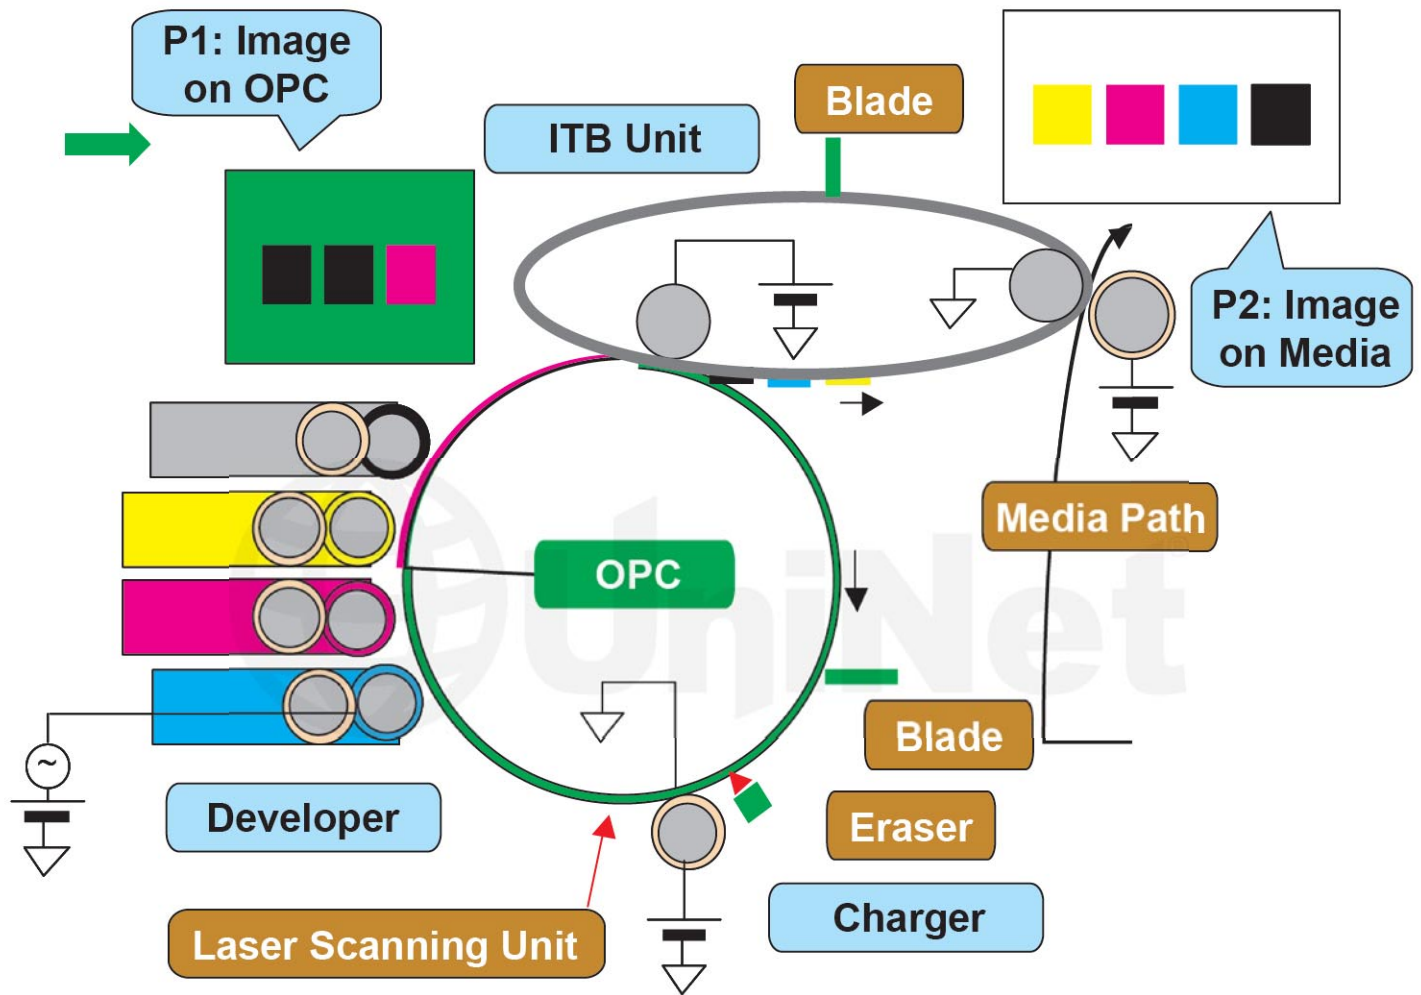 P1: Image
on OPC
ITB Unit
Blade
P2: Image
on Media
Media Path
OPC
UniNet®
Blade
~
Developer
Eraser
Charger
Laser Scanning Unit